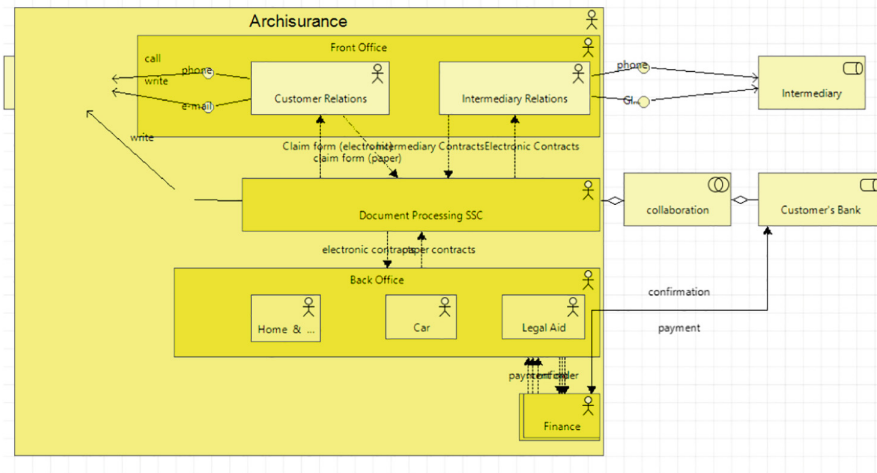 Archisurance
Front Office
call
phone
write
e-mail
Customer Relations
Intermediary Relations
phone
Intermediary
write
Claim form (electronic)
Intermediary Contracts
Electronic Contracts
claim form (paper)
Document Processing SSC
collaboration
Customer's Bank
electronic contracts
paper contracts
Back Office
Home & ...
Car
Legal Aid
confirmation
payment
order
Finance